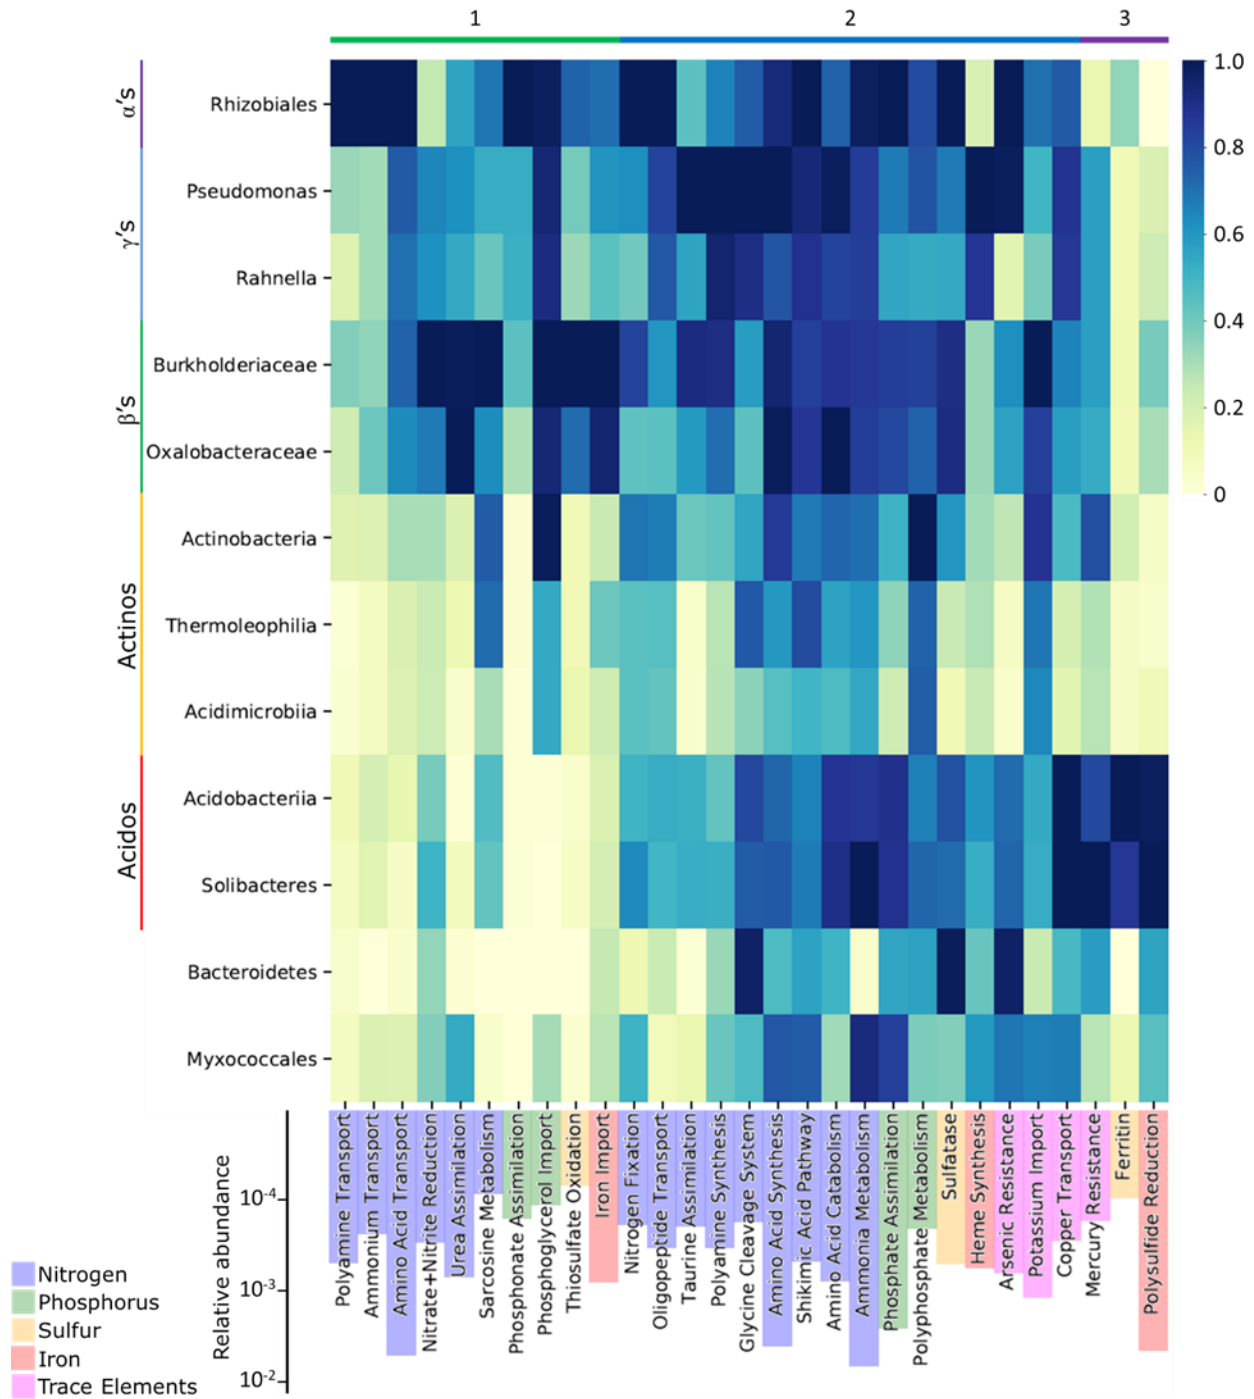 1 2 3
α's
γ's
β's
Actinos
Acidos
Rhizobiales
Pseudomonas
Rahnella
Burkholderiaceae
Oxalobacteraceae
Actinobacteria
Thermoleophilia
Acidimicrobiia
Acidobacteriia
Solibacteres
Bacteroidetes
Myxococcales
1.0
0.8
0.6
0.4
0.2
0
Polyamine Transport
Ammonium Transport
Amino Acid Transport
Nitrate+Nitrite Reduction
Urea Assimilation
Sarcosine Metabolism
Phosphonate Assimilation
Phosphoglycerol Import
Thiosulfate Oxidation
Iron Import
Nitrogen Fixation
Oligopeptide Transport
Taurine Assimilation
Polyamine Synthesis
Glycine Cleavage System
Amino Acid Synthesis
Shikimic Acid Pathway
Amino Acid Catabolism
Ammonia Metabolism
Phosphate Assimilation
Polyphosphate Metabolism
Sulfatase
Heme Synthesis
Arsenic Resistance
Potassium Import
Copper Transport
Mercury Resistance
Ferritin
Polysulfide Reduction
Relative abundance
10⁻⁴
10⁻³
10⁻²
Nitrogen
Phosphorus
Sulfur
Iron
Trace Elements